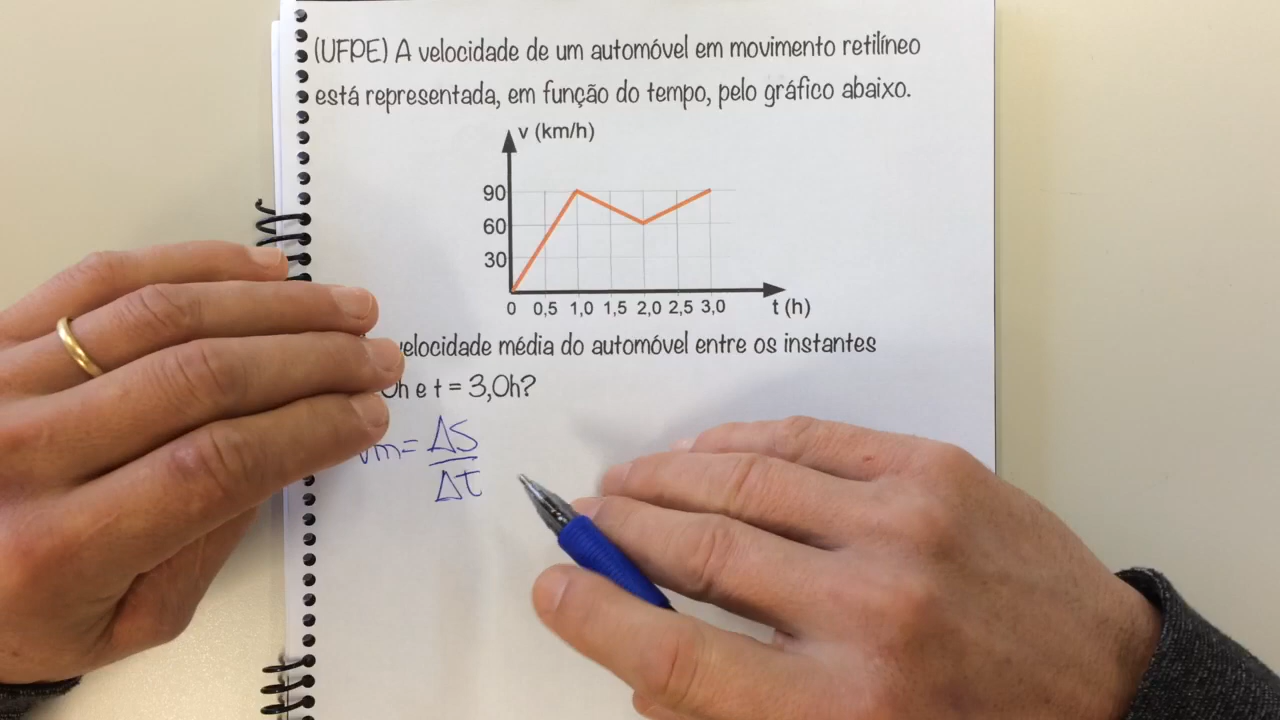 (UFPE) A velocidade de um automóvel em movimento retilíneo
está representada, em função do tempo, pelo gráfico abaixo.
v (km/h)
90
60
30
0 0,5 1,0 1,5 2,0 2,5 3,0 t (h)
velocidade média do automóvel entre os instantes
e t = 3,0h?
Vm = ΔS
Δt